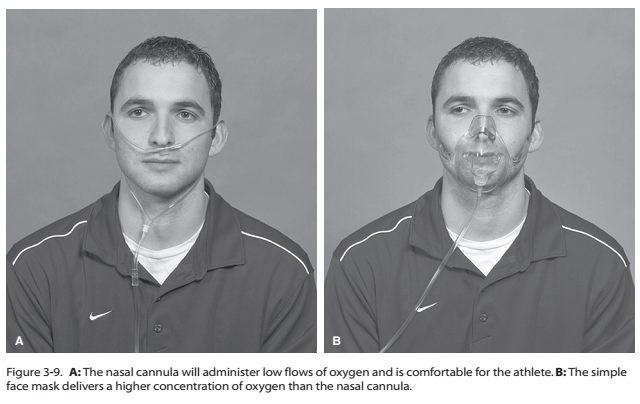 A
B
Figure 3-9. A: The nasal cannula will administer low flows of oxygen and is comfortable for the athlete. B: The simple
face mask delivers a higher concentration of oxygen than the nasal cannula.